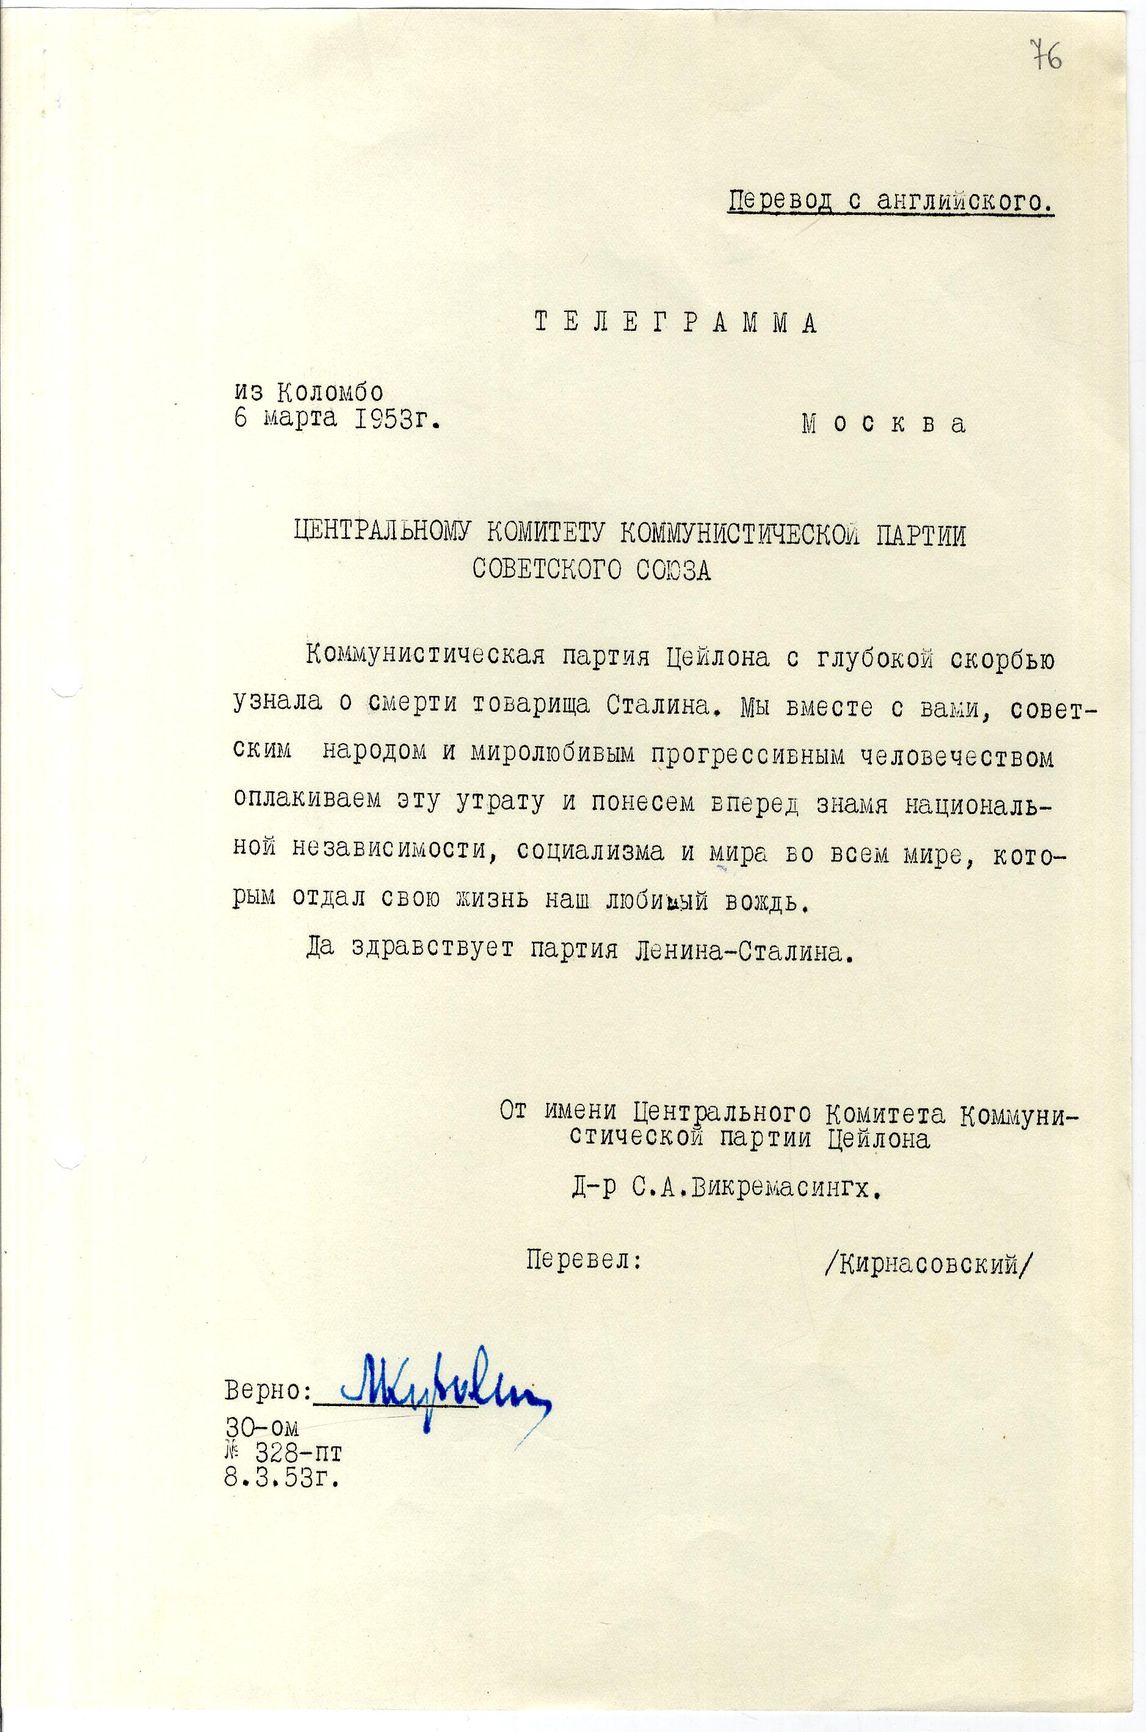 76
Перевод с английского.
Т Е Л Е Г Р А М М А
из Коломбо
6 марта 1953г.
М о с к в а
ЦЕНТРАЛЬНОМУ КОМИТЕТУ КОММУНИСТИЧЕСКОЙ ПАРТИИ
СОВЕТСКОГО СОЮЗА
Коммунистическая партия Цейлона с глубокой скорбью
узнала о смерти товарища Сталина. Мы вместе с вами, совет-
ским народом и миролюбивым прогрессивным человечеством
оплакиваем эту утрату и понесем вперед знамя националь-
ной независимости, социализма и мира во всем мире, кото-
рым отдал свою жизнь наш любимый вождь.
Да здравствует партия Ленина-Сталина.
От имени Центрального Комитета Коммуни-
стической партии Цейлона
Д-р С.А.Викремасингх.
Перевел: /Кирнасовский/
Верно:
30-ом
№ 328-пт
8.3.53г.